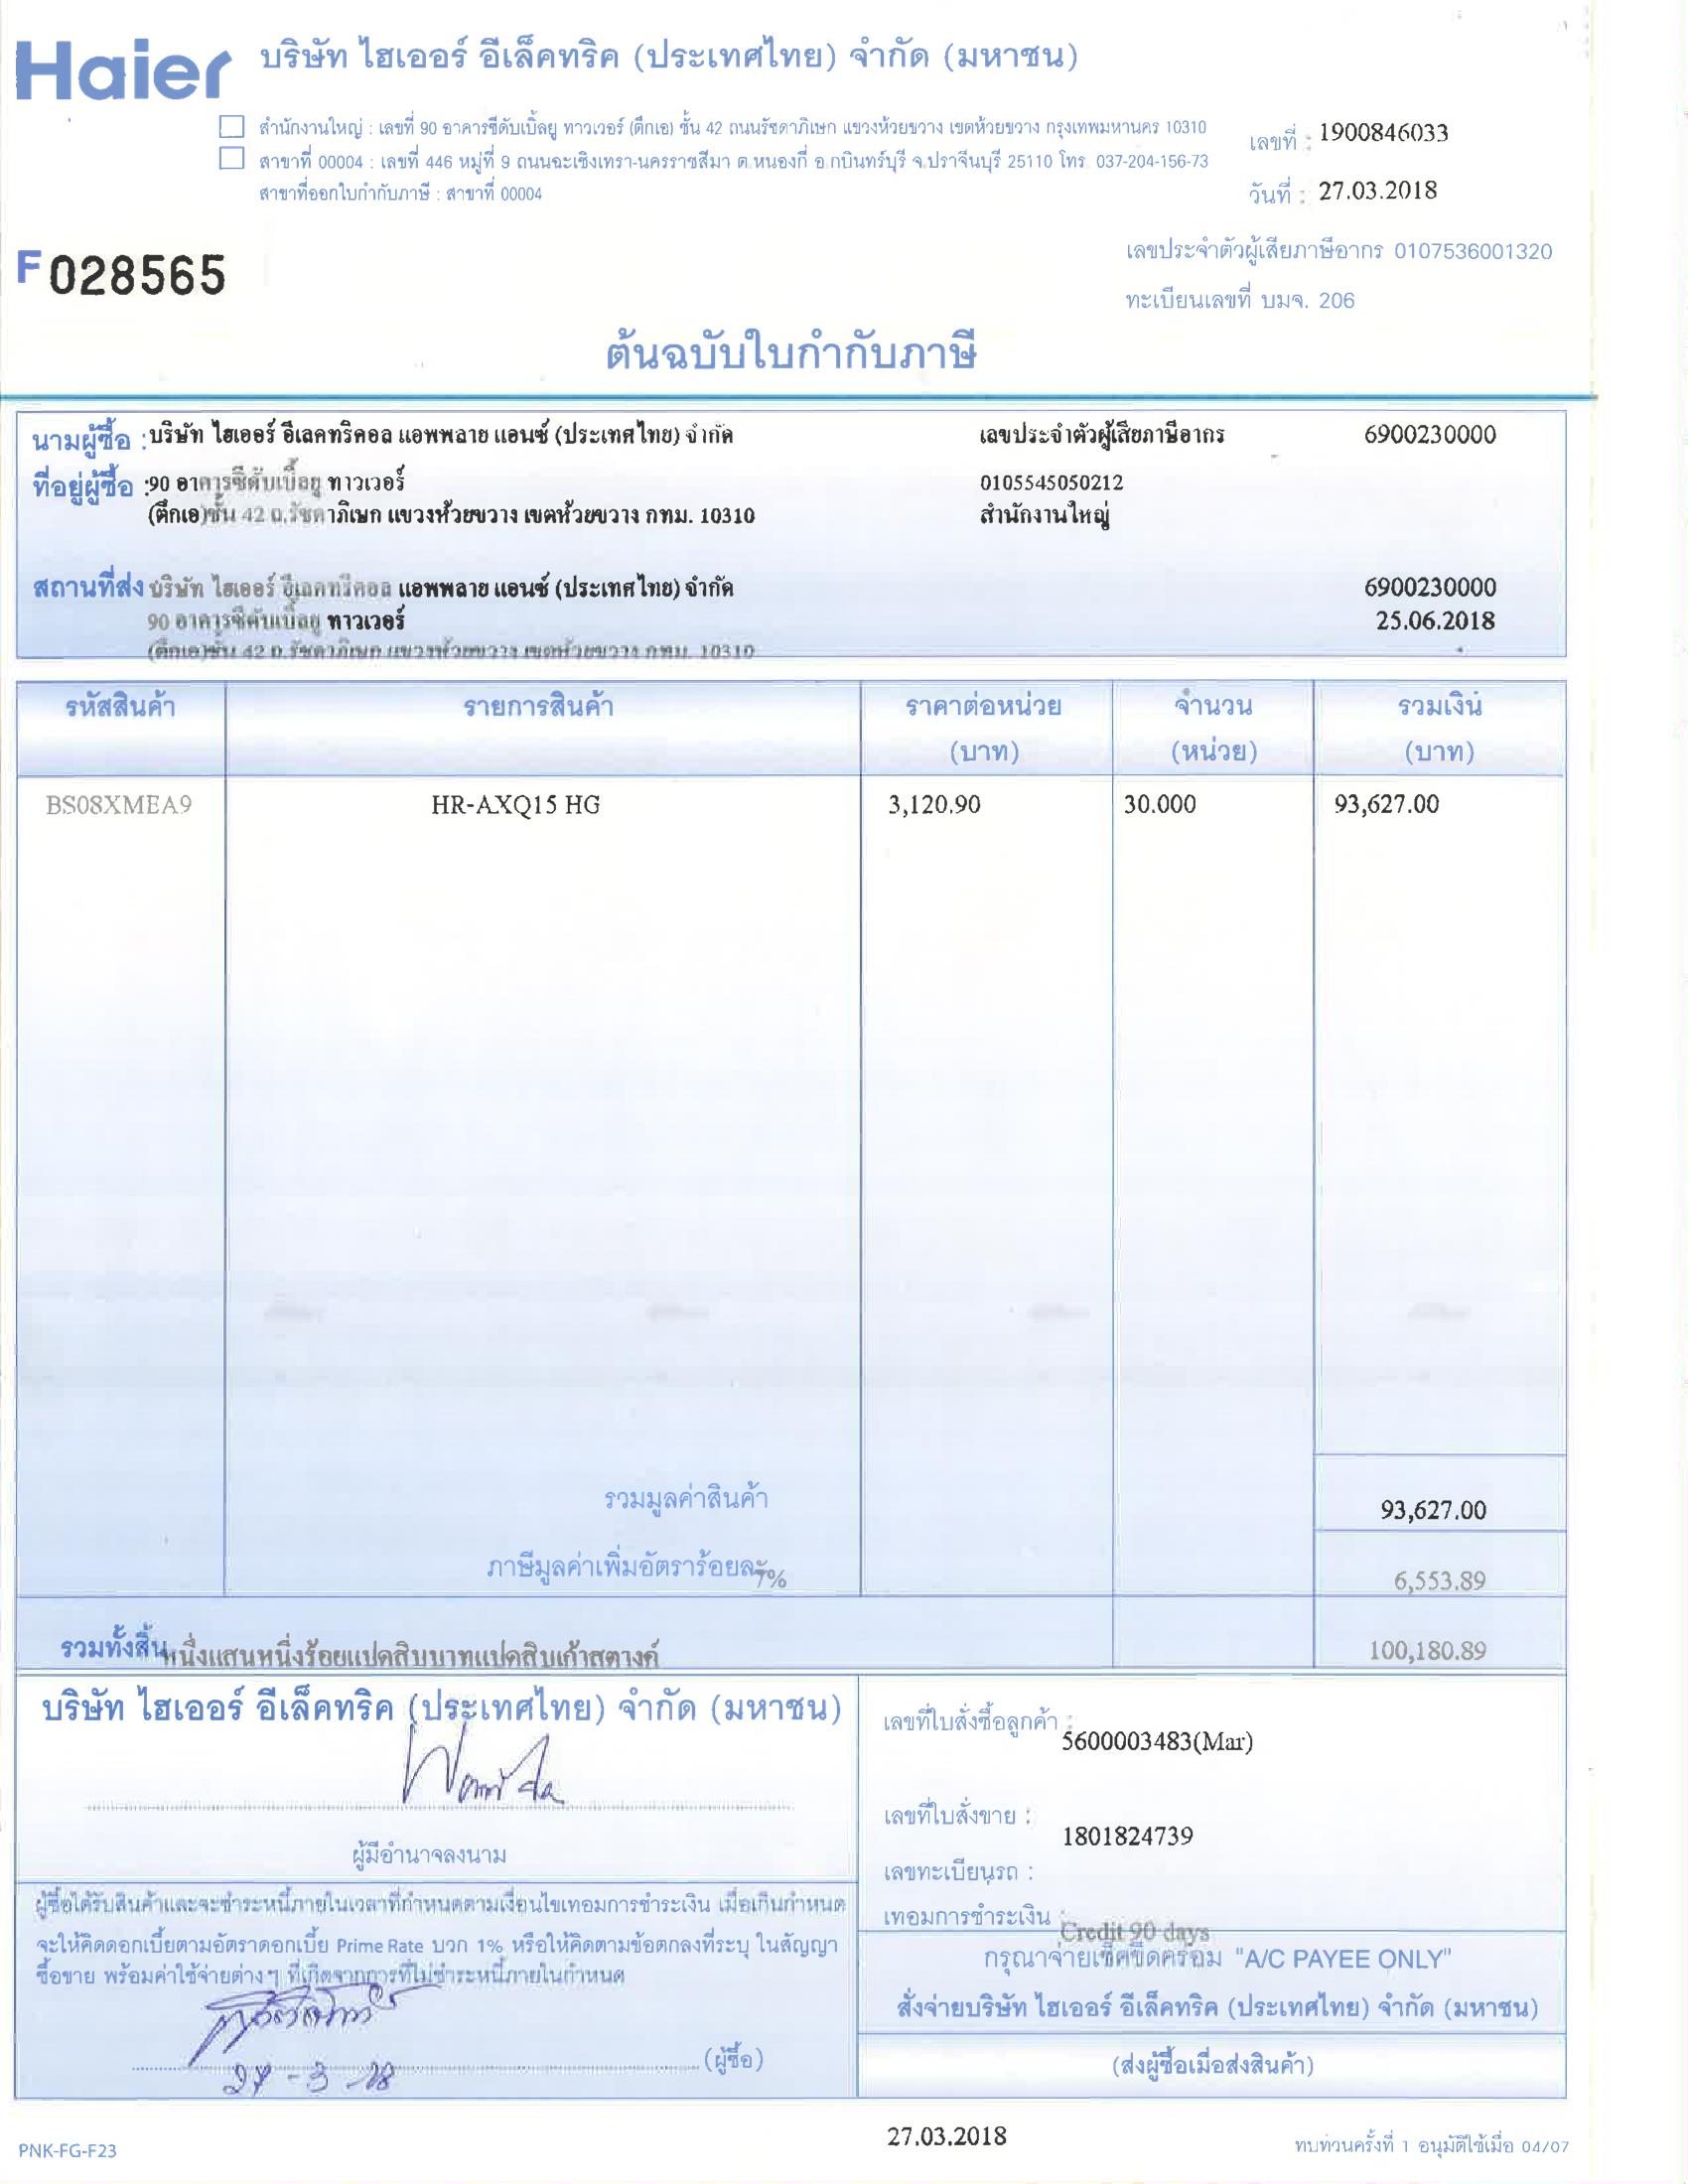 Haier บริษัท ไฮเออร์ อีเล็คทริค (ประเทศไทย) จำกัด (มหาชน)
สำนักงานใหญ่ : เลขที่ 90 อาคารซีดับเบิ้ลยู ทาวเวอร์ (ตึกเอ) ชั้น 42 ถนนรัชดาภิเษก แขวงห้วยขวาง เขตห้วยขวาง กรุงเทพมหานคร 10310
เลขที่ : 1900846033
สาขาที่ 00004 : เลขที่ 446 หมู่ที่ 9 ถนนฉะเชิงเทรา-นครราชสีมา ต.หนองกี่ อ.กบินทร์บุรี จ.ปราจีนบุรี 25110 โทร. 037-204-156-73
สาขาที่ออกใบกำกับภาษี : สาขาที่ 00004
วันที่ : 27.03.2018
เลขประจำตัวผู้เสียภาษีอากร 0107536001320
F028565
ทะเบียนเลขที่ บมจ. 206
ต้นฉบับใบกำกับภาษี
นามผู้ซื้อ : บริษัท ไฮเออร์ อีเลคทริคอล แอพพลาย แอนซ์ (ประเทศไทย) จำกัด เลขประจำตัวผู้เสียภาษีอากร 6900230000
ที่อยู่ผู้ซื้อ : 90 อาคารซีดับเบิ้ลยู ทาวเวอร์ 0105545050212
(ตึกเอ)ชั้น 42 ถ.รัชดาภิเษก แขวงห้วยขวาง เขตห้วยขวาง กทม. 10310 สำนักงานใหญ่
สถานที่ส่ง บริษัท ไฮเออร์ อีเลคทริคอล แอพพลาย แอนซ์ (ประเทศไทย) จำกัด 6900230000
90 อาคารซีดับเบิ้ลยู ทาวเวอร์ 25.06.2018
(ตึกเอ)ชั้น 42 ถ.รัชดาภิเษก แขวงห้วยขวาง เขตห้วยขวาง กทม. 10310
รหัสสินค้า รายการสินค้า ราคาต่อหน่วย จำนวน รวมเงิน
(บาท) (หน่วย) (บาท)
BS08XMEA9 HR-AXQ15 HG 3,120.90 30.000 93,627.00
รวมมูลค่าสินค้า 93,627.00
ภาษีมูลค่าเพิ่มอัตราร้อยละ 7% 6,553.89
รวมทั้งสิ้น หนึ่งแสนหนึ่งร้อยแปดสิบบาทแปดสิบเก้าสตางค์ 100,180.89
บริษัท ไฮเออร์ อีเล็คทริค (ประเทศไทย) จำกัด (มหาชน)
เลขที่ใบสั่งซื้อลูกค้า : 5600003483(Mar)
เลขที่ใบสั่งขาย : 1801824739
ผู้มีอำนาจลงนาม
เลขทะเบียนรถ :
ผู้ซื้อได้รับสินค้าและจะชำระหนี้ภายในเวลาที่กำหนดตามเงื่อนไขเทอมการชำระเงิน เมื่อเกินกำหนด
จะให้คิดดอกเบี้ยตามอัตราดอกเบี้ย Prime Rate บวก 1% หรือให้คิดตามข้อตกลงที่ระบุ ในสัญญา
ซื้อขาย พร้อมค่าใช้จ่ายต่างๆ ที่เกิดจากการที่ไม่ชำระหนี้ภายในกำหนด
เทอมการชำระเงิน : Credit 90 days
กรุณาจ่ายเช็คขีดคร่อม "A/C PAYEE ONLY"
สั่งจ่ายบริษัท ไฮเออร์ อีเล็คทริค (ประเทศไทย) จำกัด (มหาชน)
(ผู้ซื้อ)
(ส่งผู้ซื้อเมื่อส่งสินค้า)
27.03.2018
PNK-FG-F23
ทบทวนครั้งที่ 1 อนุมัติใช้เมื่อ 04/07